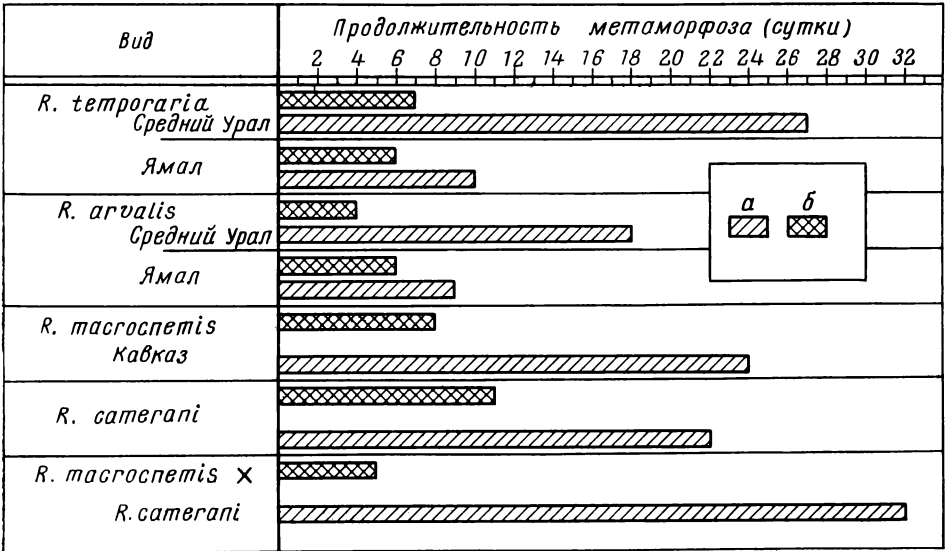 Вид
Продолжительность метаморфоза (сутки)
2 4 6 8 10 12 14 16 18 20 22 24 26 28 30 32
R. temporaria
Средний Урал
Ямал
а б
R. arvalis
Средний Урал
Ямал
R. macrocnemis
Кавказ
R. camerani
R. macrocnemis ×
R. camerani